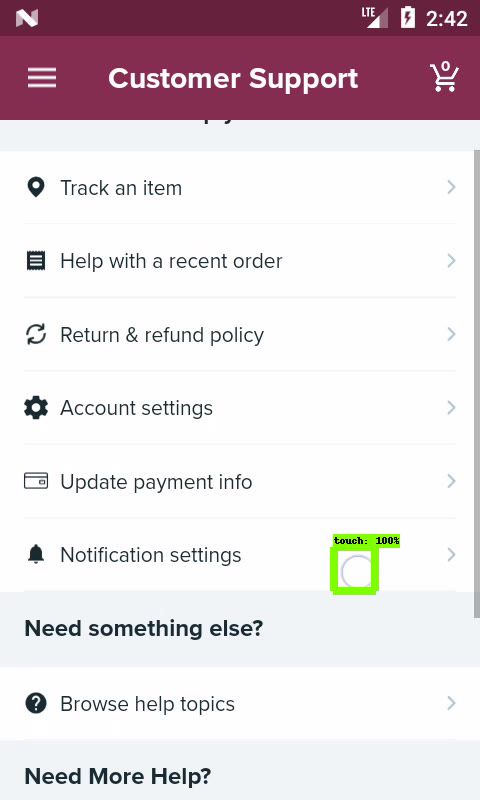 LTE 2:42
Customer Support
0
Track an item
Help with a recent order
Return & refund policy
Account settings
Update payment info
touch: 100%
Notification settings
Need something else?
Browse help topics
Need More Help?